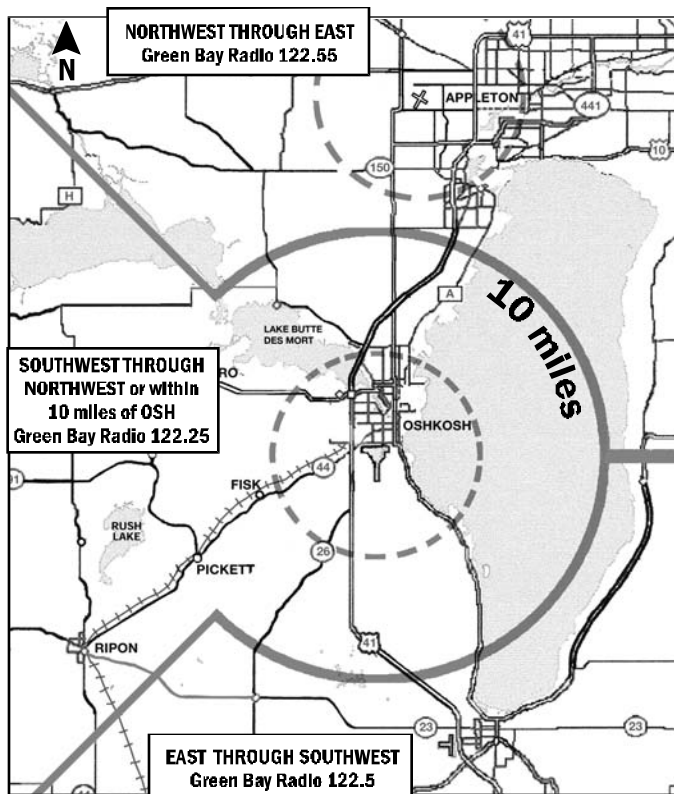 N
NORTHWEST THROUGH EAST
Green Bay Radio 122.55
41
APPLETON
441
150
10
H
10 miles
A
LAKE BUTTE
DES MORT
SOUTHWEST THROUGH
NORTHWEST or within
10 miles of OSH
Green Bay Radio 122.25
RO
OSHKOSH
44
FISK
91
RUSH
LAKE
26
PICKETT
RIPON
41
23
23
EAST THROUGH SOUTHWEST
Green Bay Radio 122.5